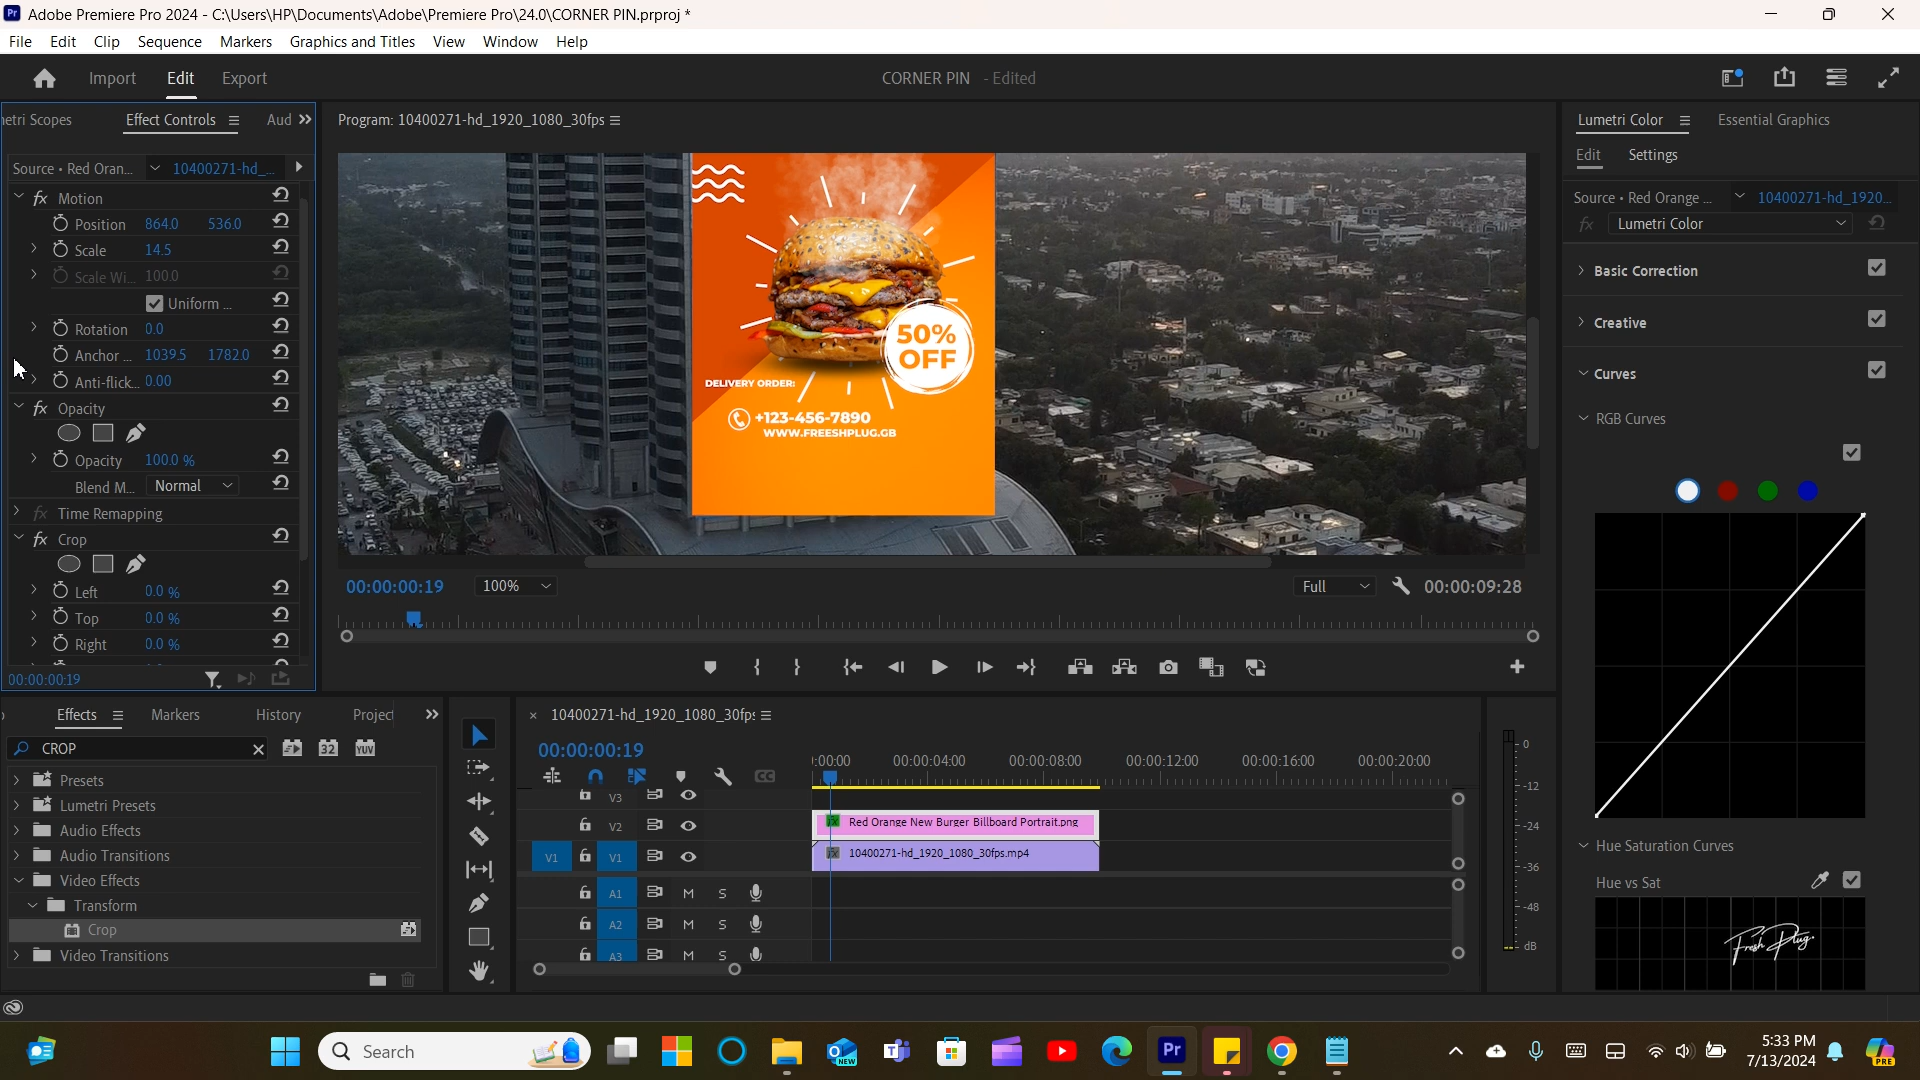 Adobe Premiere Pro 2024 - C:\Users\HP\Documents\Adobe\Premiere Pro\24.0\CORNER PIN.prproj *
File Edit Clip Sequence Markers Graphics and Titles View Window Help
Import Edit Export
CORNER PIN - Edited
etri Scopes Effect Controls Aud
Source • Red Oran... 10400271-hd_...
Motion
Position 864.0 536.0
Scale 14.5
Scale Wi... 100.0
Uniform ...
Rotation 0.0
Anchor ... 1039.5 1782.0
Anti-flick... 0.00
Opacity
Opacity 100.0 %
Blend M... Normal
Time Remapping
Crop
Left 0.0 %
Top 0.0 %
Right 0.0 %
00:00:00:19
Program: 10400271-hd_1920_1080_30fps
50%
OFF
DELIVERY ORDER:
+123-456-7890
WWW.FREESHPLUG.GB
00:00:00:19 100% Full 00:00:09:28
Lumetri Color Essential Graphics
Edit Settings
Source • Red Orange ... 10400271-hd_1920...
fx Lumetri Color
Basic Correction
Creative
Curves
RGB Curves
Hue Saturation Curves
Hue vs Sat
Fresh Plug.
Effects Markers History Project
CROP
32 YUV
Presets
Lumetri Presets
Audio Effects
Audio Transitions
Video Effects
Transform
Crop
Video Transitions
× 10400271-hd_1920_1080_30fps
00:00:00:19
:00:00 00:00:04:00 00:00:08:00 00:00:12:00 00:00:16:00 00:00:20:00
CC
V3
V2 fx Red Orange New Burger Billboard Portrait.png
V1 V1 fx 10400271-hd_1920_1080_30fps.mp4
A1 M S
A2 M S
A3 M S
0
-12
-24
-36
-48
dB
Search
Pr
PRE
5:33 PM
7/13/2024